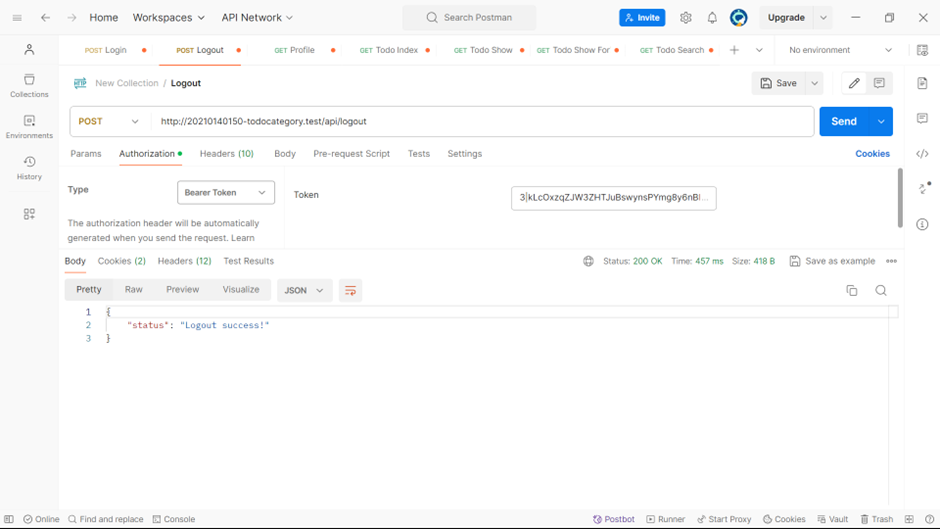 Home Workspaces API Network Search Postman Invite Upgrade
POST Login POST Logout GET Profile GET Todo Index GET Todo Show GET Todo Show For GET Todo Search No environment
New Collection / Logout Save
Collections
POST http://20210140150-todocategory.test/api/logout Send
Environments
Params Authorization Headers (10) Body Pre-request Script Tests Settings Cookies
History
Type Bearer Token Token 3|kLcOxzqZJW3ZHTJuBswynsPYmg8y6nB...
The authorization header will be automatically
generated when you send the request. Learn
Body Cookies (2) Headers (12) Test Results Status: 200 OK Time: 457 ms Size: 418 B Save as example
Pretty Raw Preview Visualize JSON
1 {
2 "status": "Logout success!"
3 }
Online Find and replace Console Postbot Runner Start Proxy Cookies Vault Trash